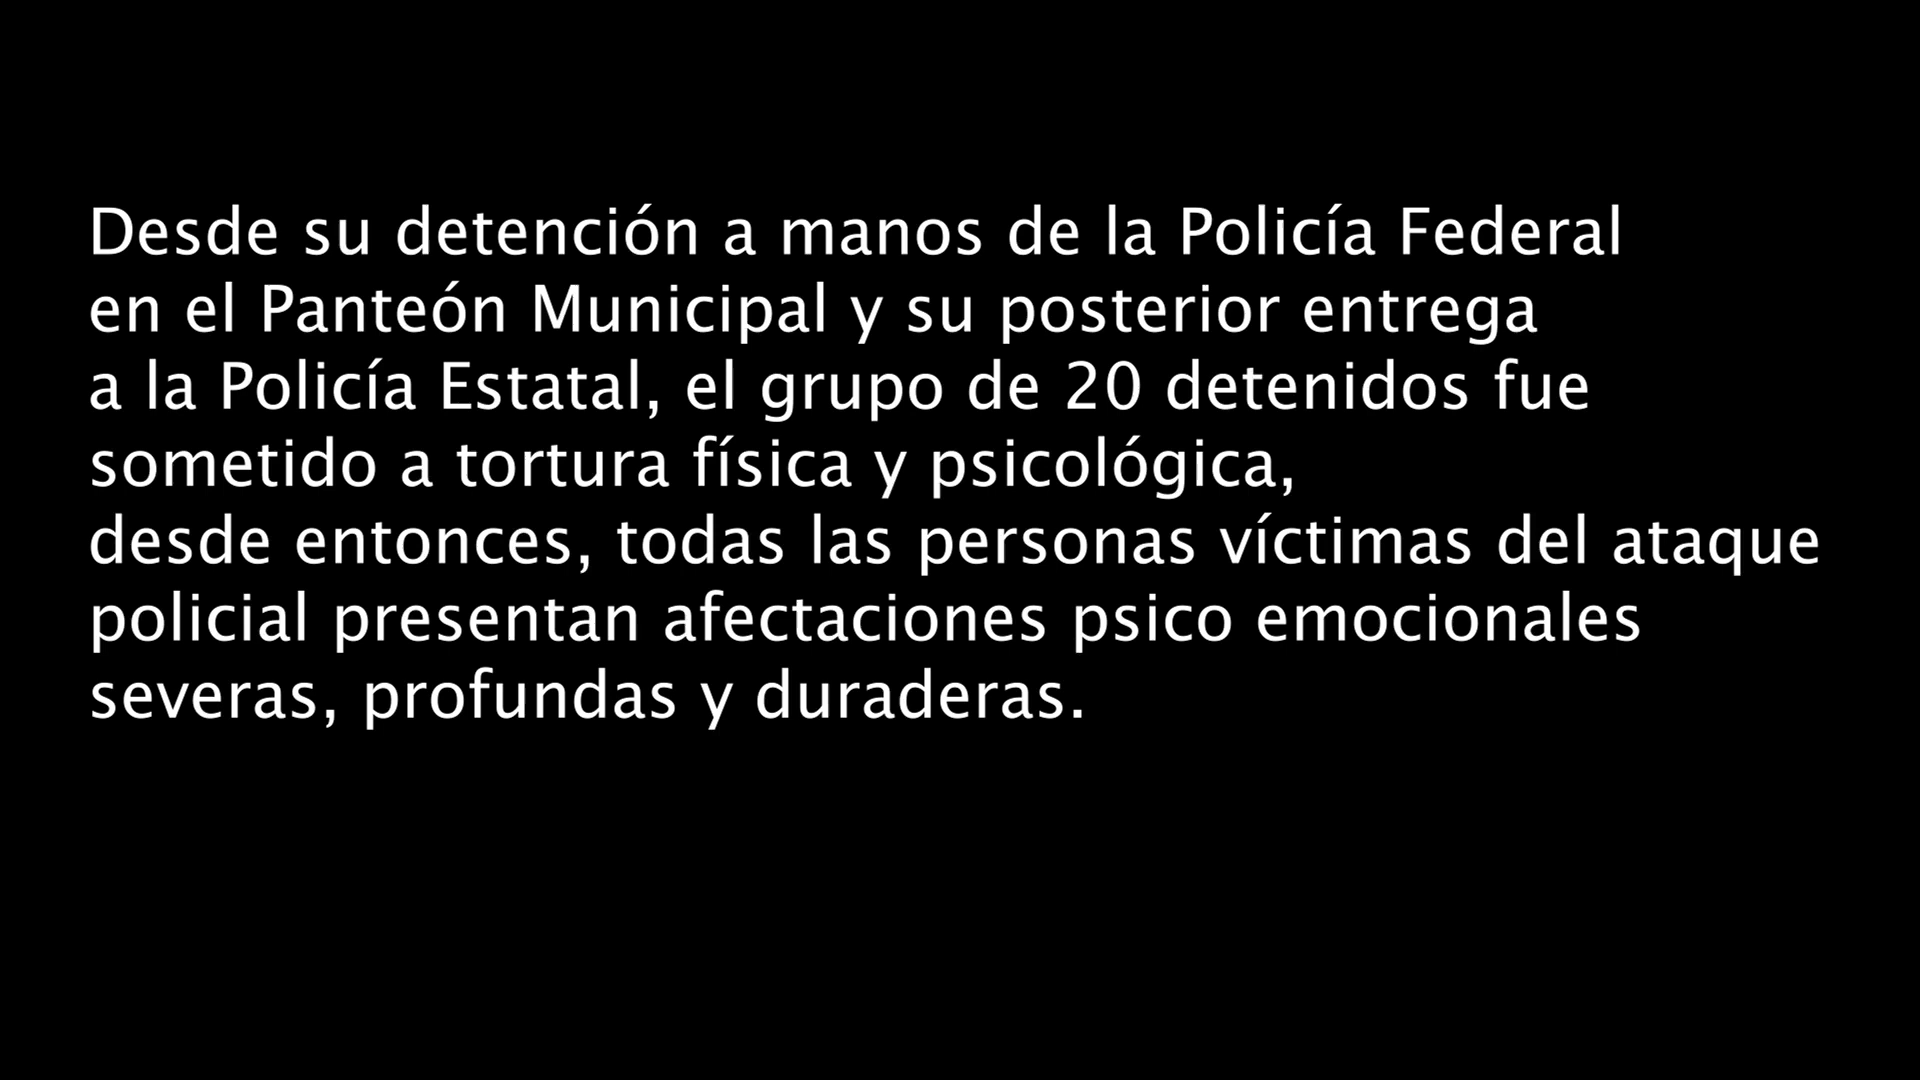 Desde su detención a manos de la Policía Federal
en el Panteón Municipal y su posterior entrega
a la Policía Estatal, el grupo de 20 detenidos fue
sometido a tortura física y psicológica,
desde entonces, todas las personas víctimas del ataque
policial presentan afectaciones psico emocionales
severas, profundas y duraderas.